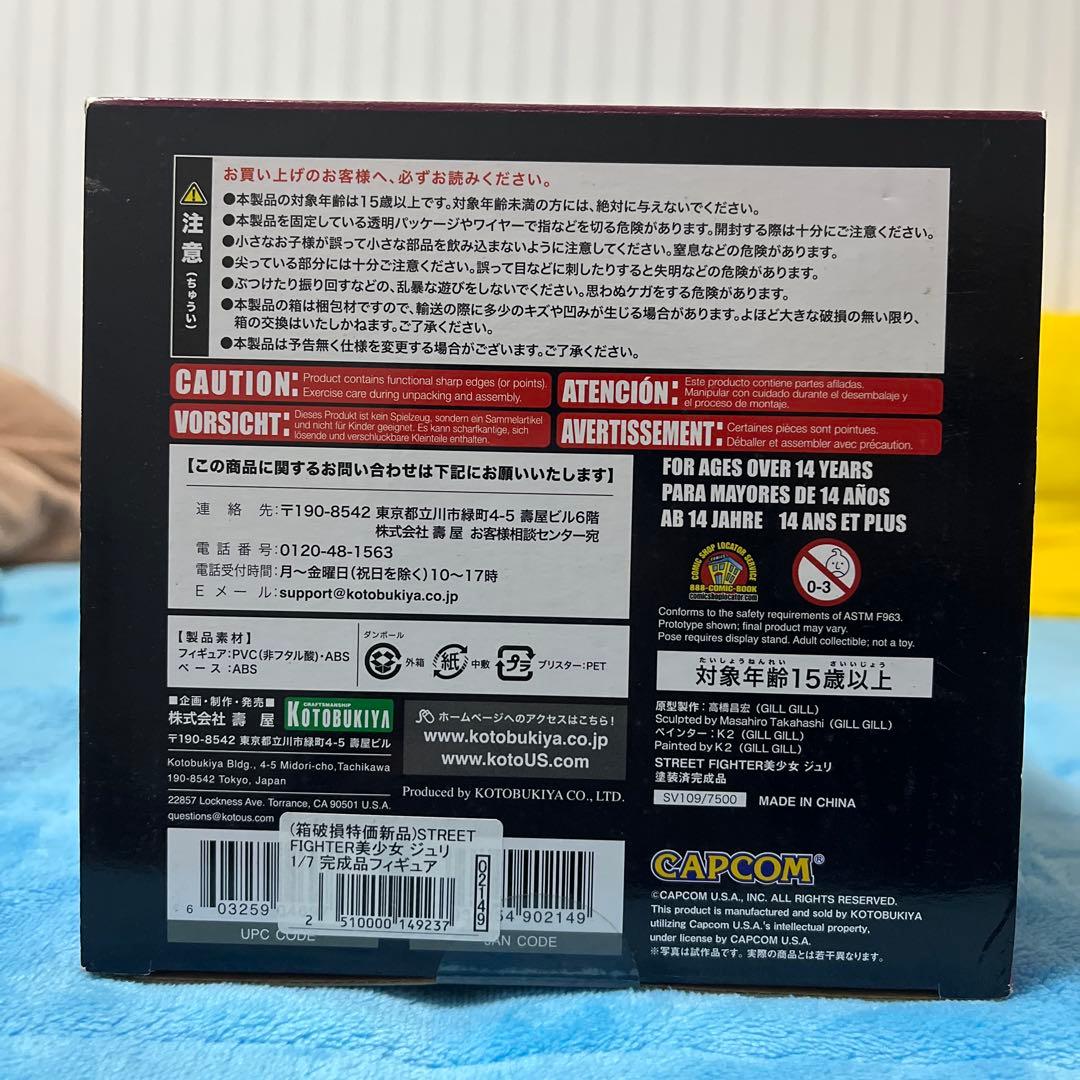 注意
(ちゅうい)
お買い上げのお客様へ、必ずお読みください。
●本製品の対象年齢は15歳以上です。対象年齢未満の方には、絶対に与えないでください。
●本製品を固定している透明パッケージやワイヤーで指などを切る危険があります。開封する際は十分にご注意ください。
●小さなお子様が誤って小さな部品を飲み込まないように注意してください。窒息などの危険があります。
●尖っている部分には十分ご注意ください。誤って目などに刺したりすると失明などの危険があります。
●ぶつけたり振り回すなどの、乱暴な遊びをしないでください。思わぬケガをする危険があります。
●本製品の箱は梱包材ですので、輸送の際に多少のキズや凹みが生じる場合があります。よほど大きな破損の無い限り、
箱の交換はいたしかねます。ご了承ください。
●本製品は予告無く仕様を変更する場合がございます。ご了承ください。
CAUTION: Product contains functional sharp edges (or points).
Exercise care during unpacking and assembly.
ATENCIÓN: Este producto contiene partes afiladas.
Manipular con cuidado durante el desembalaje y
el proceso de montaje.
VORSICHT: Dieses Produkt ist kein Spielzeug, sondern ein Sammelartikel
und nicht für Kinder geeignet. Es kann scharfkantige, sich
lösende und verschluckbare Kleinteile enthalten.
AVERTISSEMENT: Certaines pièces sont pointues.
Déballer et assembler avec précaution.
【この商品に関するお問い合わせは下記にお願いいたします】
連絡先:〒190-8542 東京都立川市緑町4-5 壽屋ビル6階
株式会社 壽屋 お客様相談センター宛
電話番号:0120-48-1563
電話受付時間:月～金曜日(祝日を除く)10～17時
Eメール:support@kotobukiya.co.jp
【製品素材】
フィギュア:PVC(非フタル酸)・ABS
ベース:ABS
ダンボール
外箱
紙
中敷
プラ
ブリスター:PET
■企画・制作・発売■
株式会社 壽屋
CRAFTSMANSHIP
KOTOBUKIYA
〒190-8542 東京都立川市緑町4-5 壽屋ビル
Kotobukiya Bldg., 4-5 Midori-cho,Tachikawa
190-8542 Tokyo, Japan
22857 Lockness Ave. Torrance, CA 90501 U.S.A.
questions@kotous.com
ホームページへのアクセスはこちら!
www.kotobukiya.co.jp
www.kotoUS.com
Produced by KOTOBUKIYA CO., LTD.
FOR AGES OVER 14 YEARS
PARA MAYORES DE 14 AÑOS
AB 14 JAHRE 14 ANS ET PLUS
COMIC SHOP LOCATOR SERVICE
COMICS
888-COMIC-BOOK
comicshoplocator.com
0-3
Conforms to the safety requirements of ASTM F963.
Prototype shown; final product may vary.
Pose requires display stand. Adult collectible; not a toy.
たいしょうねんれい さいいじょう
対象年齢15歳以上
原型製作:高橋昌宏 (GILL GILL)
Sculpted by Masahiro Takahashi (GILL GILL)
ペインター:K2 (GILL GILL)
Painted by K2 (GILL GILL)
STREET FIGHTER美少女 ジュリ
塗装済完成品
SV109/7500
MADE IN CHINA
CAPCOM®
©CAPCOM U.S.A., INC. ALL RIGHTS RESERVED.
This product is manufactured and sold by KOTOBUKIYA
utilizing Capcom U.S.A.'s intellectual property,
under license by CAPCOM U.S.A.
※写真は試作品です。実際の商品とは若干異なります。
(箱破損特価新品)STREET
FIGHTER美少女 ジュリ
1/7 完成品フィギュア
02149
2 510000 149237
6 03259
UPC CODE
902149
JAN CODE